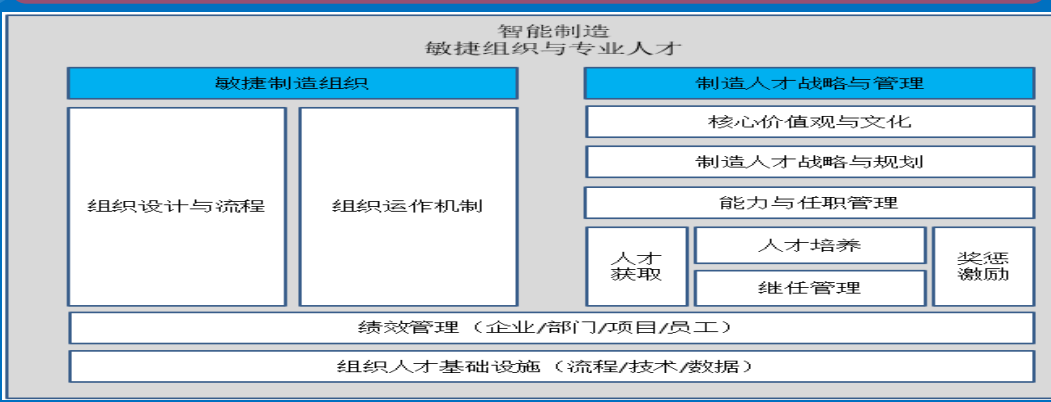 智能制造
敏捷组织与专业人才
敏捷制造组织
制造人才战略与管理
组织设计与流程
组织运作机制
核心价值观与文化
制造人才战略与规划
能力与任职管理
人才
获取
人才培养
继任管理
奖惩
激励
绩效管理（企业/部门/项目/员工）
组织人才基础设施（流程/技术/数据）